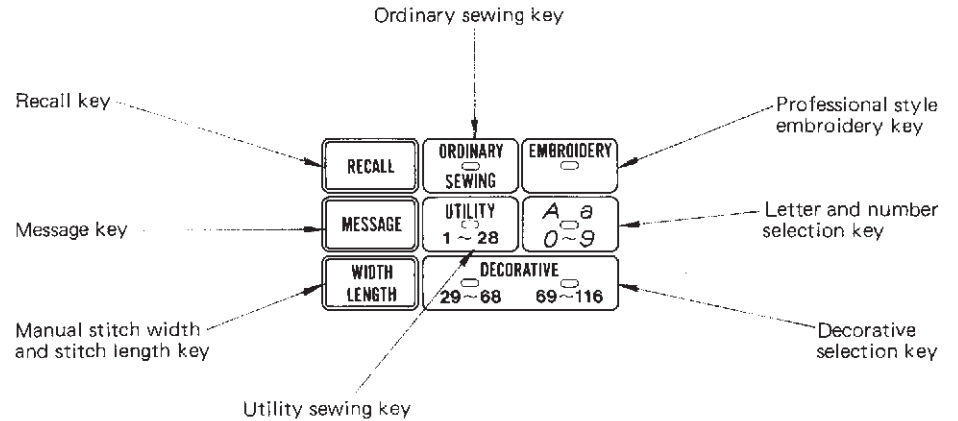 Ordinary sewing key
Recall key
Professional style
embroidery key
RECALL
ORDINARY
SEWING
EMBROIDERY
Message key
MESSAGE
UTILITY
1~28
A a
0~9
Letter and number
selection key
WIDTH
LENGTH
DECORATIVE
29~68 69~116
Manual stitch width
and stitch length key
Decorative
selection key
Utility sewing key